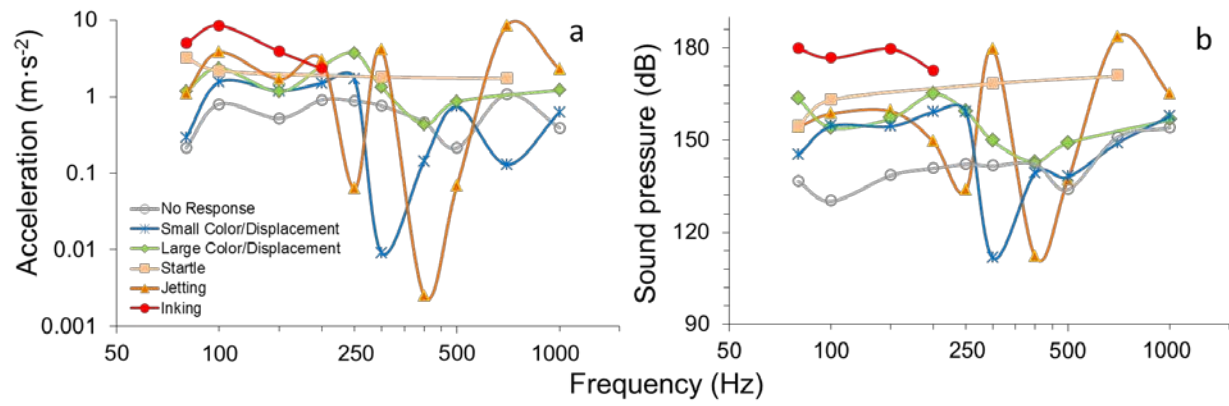 a
Acceleration (m·s⁻²)
10
1
0.1
0.01
0.001
No Response
Small Color/Displacement
Large Color/Displacement
Startle
Jetting
Inking
50
100
250
500
1000
b
Sound pressure (dB)
180
150
120
90
50
100
250
500
1000
Frequency (Hz)